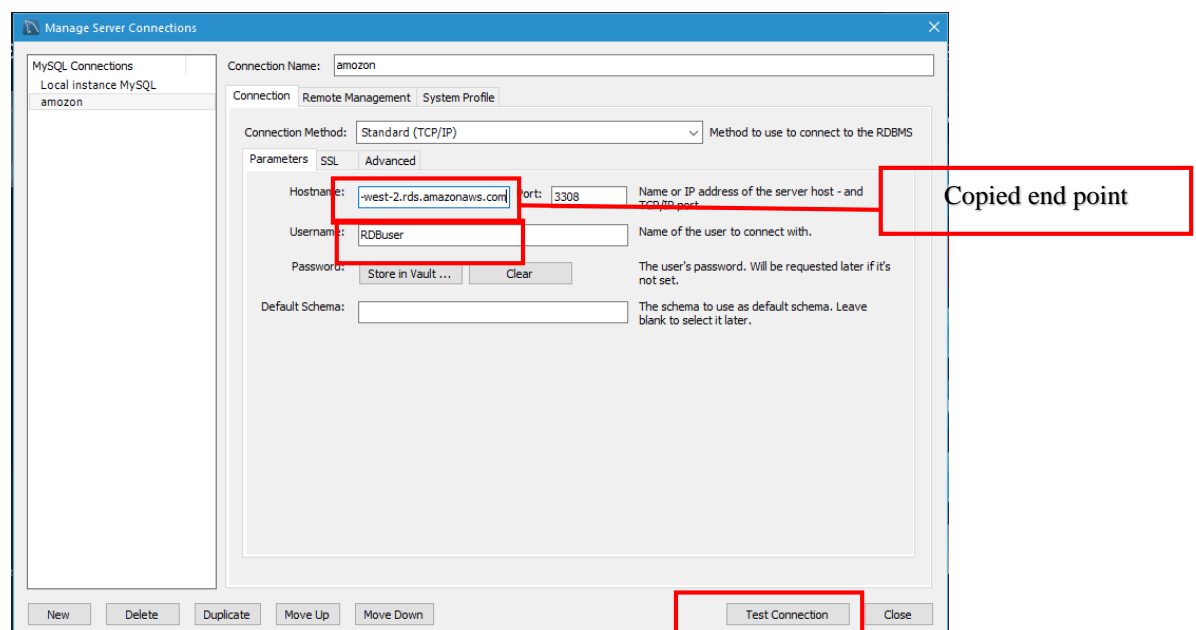 Manage Server Connections
MySQL Connections
Local instance MySQL
amozon
Connection Name: amozon
Connection Remote Management System Profile
Connection Method: Standard (TCP/IP) Method to use to connect to the RDBMS
Parameters SSL Advanced
Hostname: -west-2.rds.amazonaws.com Port: 3308 Name or IP address of the server host - and
TCP/IP port
Copied end point
Username: RDBuser Name of the user to connect with.
Password: Store in Vault ... Clear The user's password. Will be requested later if it's
not set.
Default Schema: The schema to use as default schema. Leave
blank to select it later.
New Delete Duplicate Move Up Move Down Test Connection Close